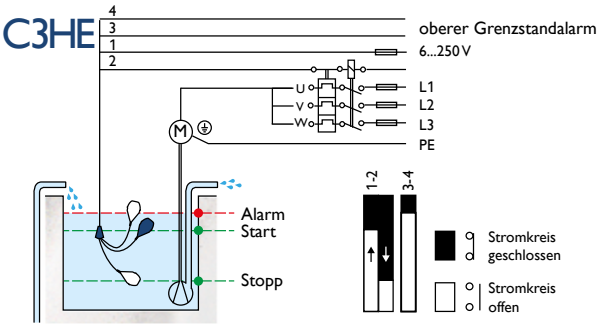 C3HE
4
3
oberer Grenzstandalarm
1
6...250 V
2
U
L1
V
L2
W
L3
M
PE
1-2
3-4
Alarm
Start
Stopp
Stromkreis
geschlossen
Stromkreis
offen